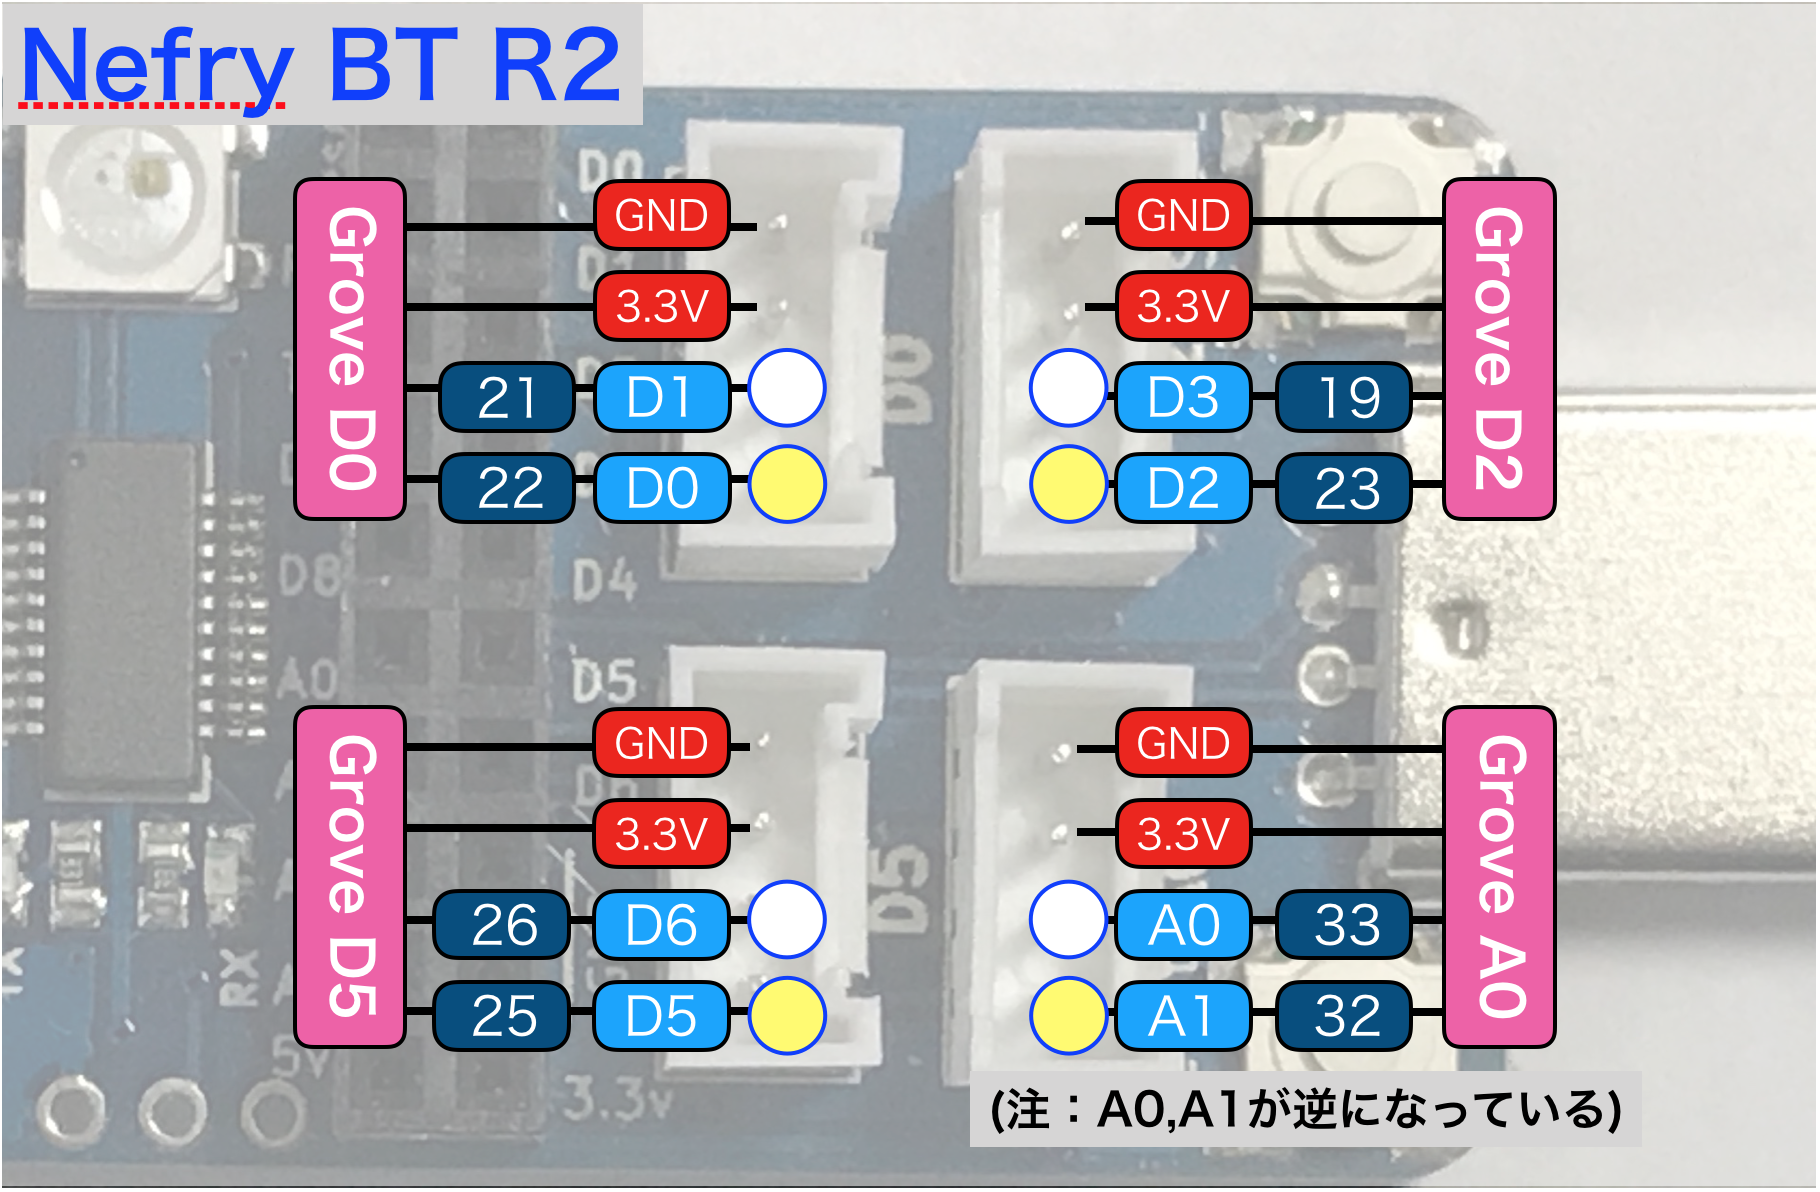 Nefry BT R2
Grove D0
GND
3.3V
21 D1
22 D0
GND
3.3V
D3 19
D2 23
Grove D2
D0
D0
D8
D4
A0
D5
Grove D5
GND
3.3V
26 D6
25 D5
D5
GND
3.3V
A0 33
A1 32
Grove A0
RX
5V
3.3v
(注：A0,A1が逆になっている)